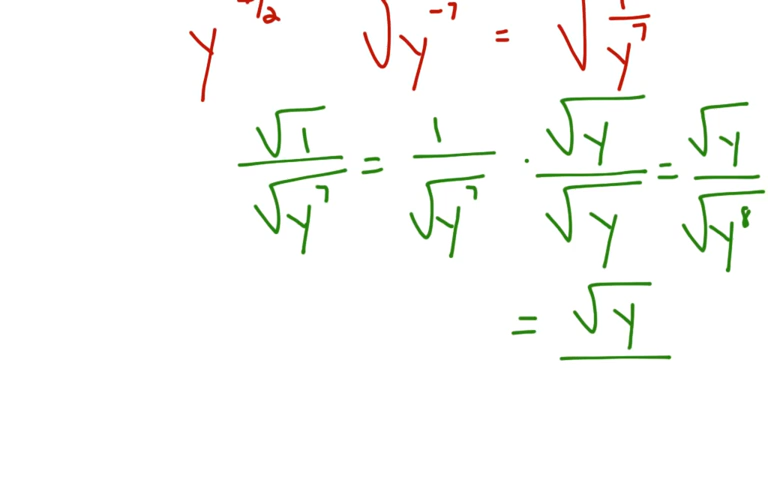 y^{-7/2} √(y^{-7}) = √(1/y^7)
√1/√(y^7) = 1/√(y^7) · √y/√y = √y/√(y^8)
= √y/